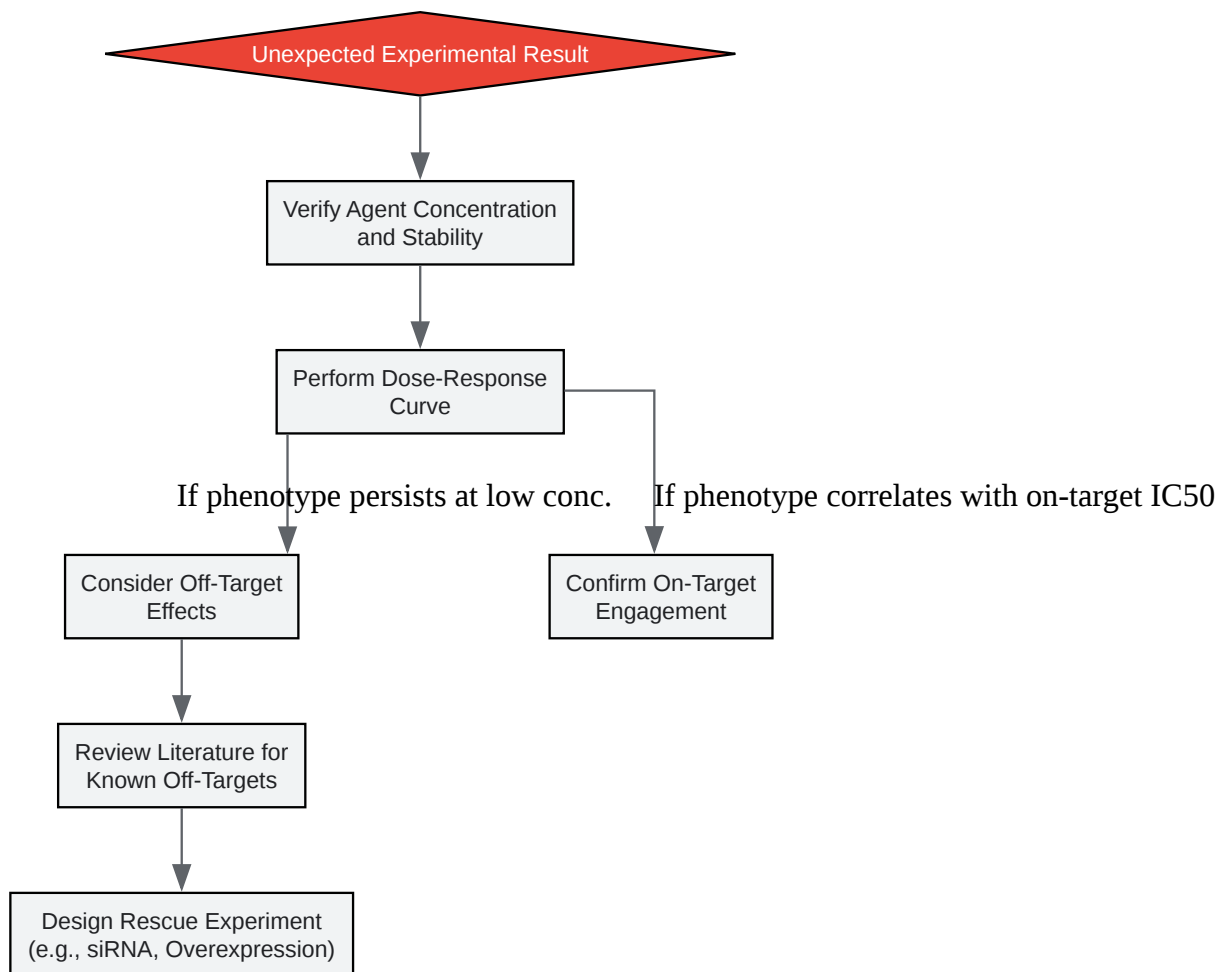 Unexpected Experimental Result
Verify Agent Concentration
and Stability
Perform Dose-Response
Curve
If phenotype persists at low conc.
If phenotype correlates with on-target IC50
Consider Off-Target
Effects
Confirm On-Target
Engagement
Review Literature for
Known Off-Targets
Design Rescue Experiment
(e.g., siRNA, Overexpression)